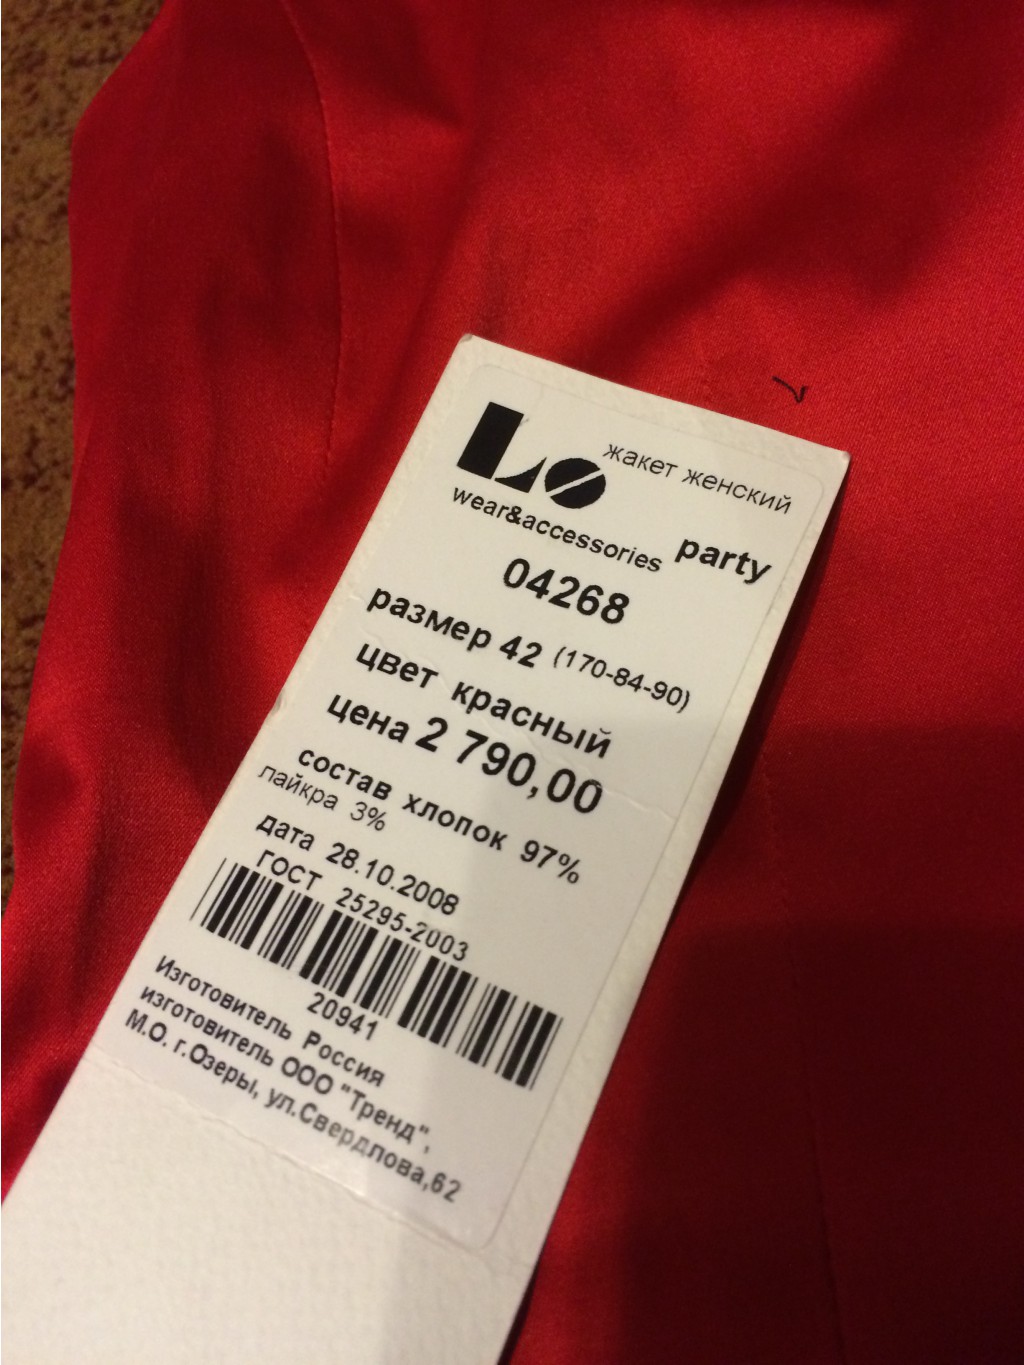 LO
жакет женский
wear&accessories
party
04268
размер 42 (170-84-90)
цвет красный
цена 2 790,00
состав хлопок 97%
лайкра 3%
дата 28.10.2008
ГОСТ 25295-2003
20941
Изготовитель Россия
изготовитель ООО "Тренд",
М.О. г.Озеры, ул.Свердлова,62